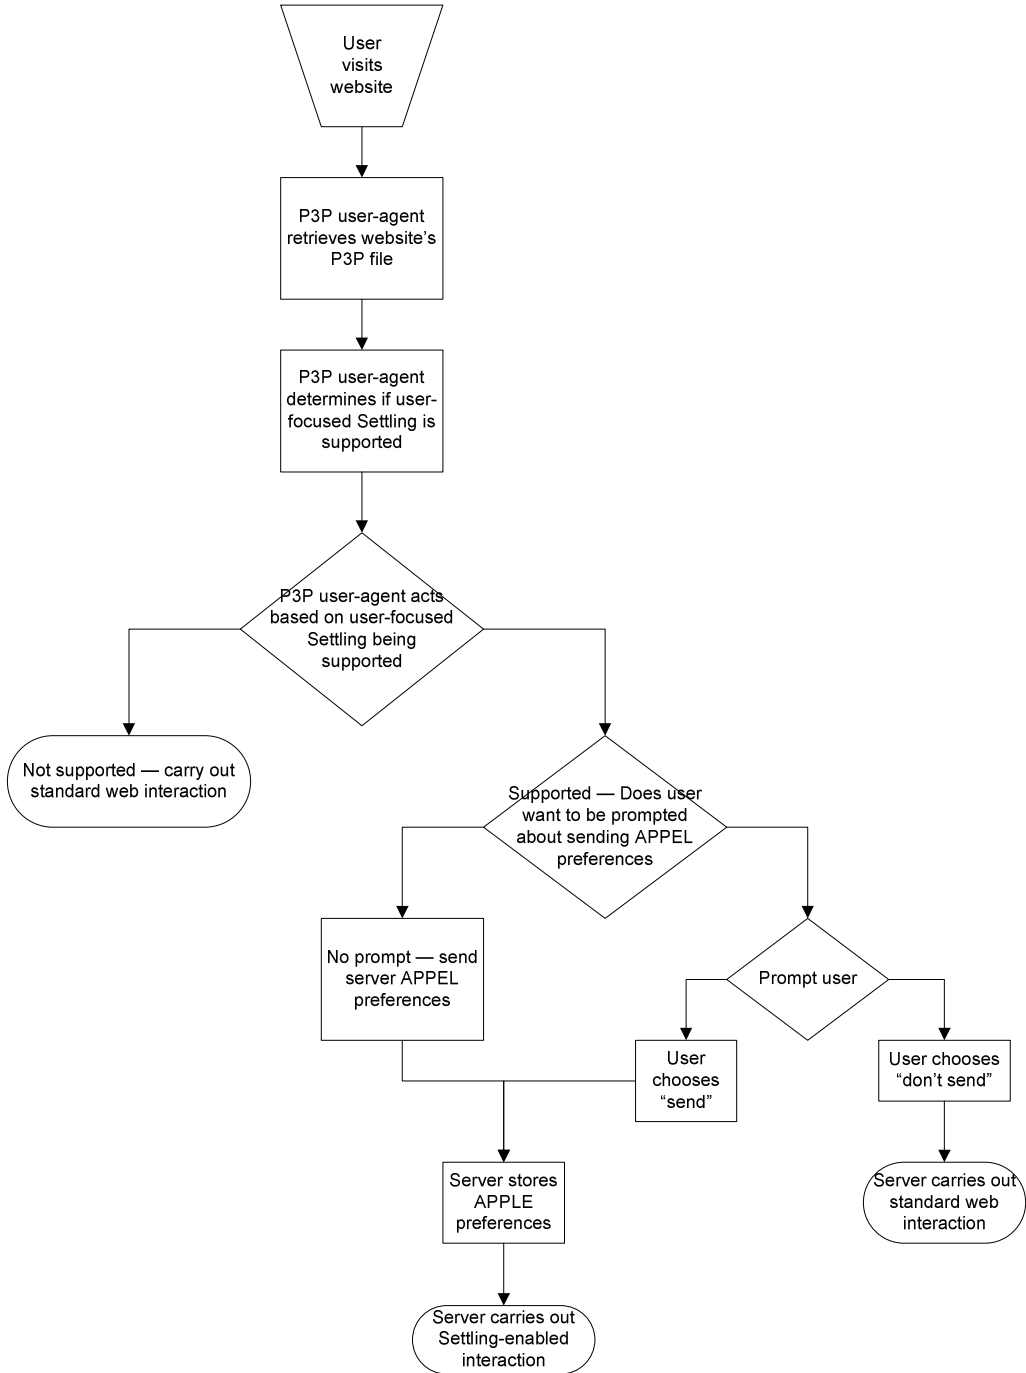 User
visits
website
P3P user-agent
retrieves website’s
P3P file
P3P user-agent
determines if user-
focused Settling is
supported
P3P user-agent acts
based on user-focused
Settling being
supported
Not supported — carry out
standard web interaction
Supported — Does user
want to be prompted
about sending APPEL
preferences
No prompt — send
server APPEL
preferences
Prompt user
User
chooses
“send”
User chooses
“don’t send”
Server stores
APPLE
preferences
Server carries out
standard web
interaction
Server carries out
Settling-enabled
interaction